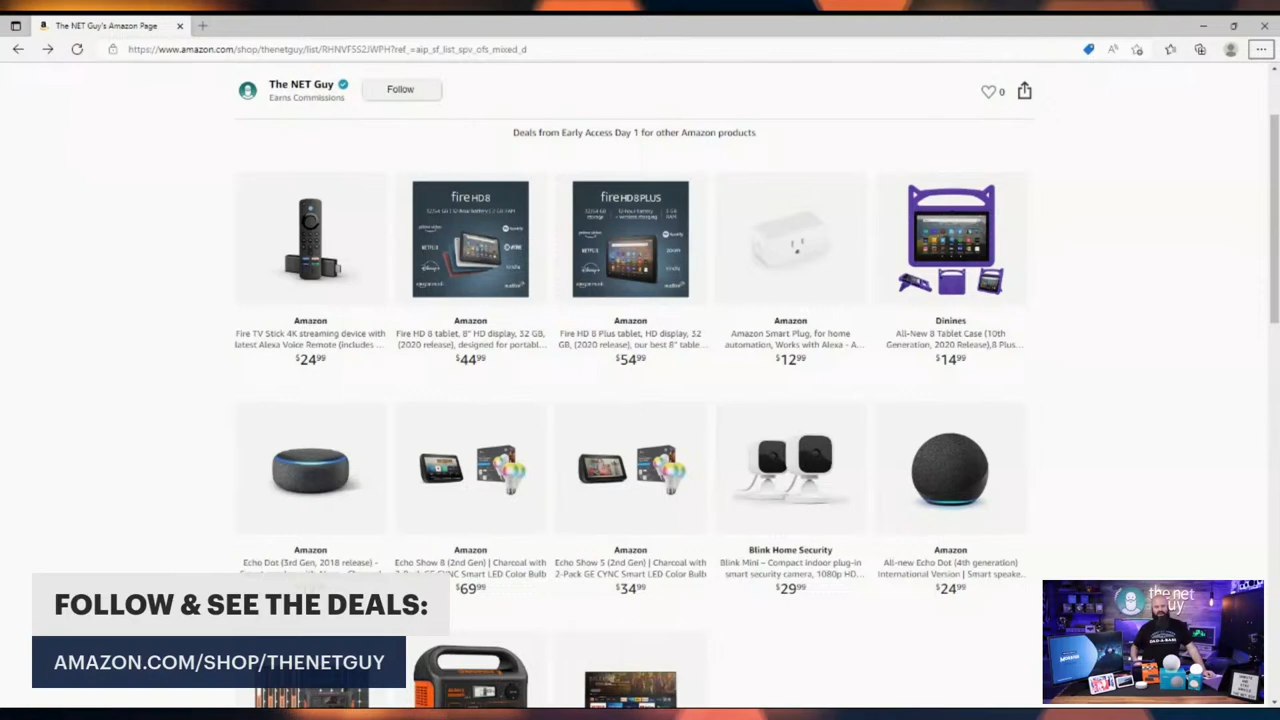 The NET Guy's Amazon Page
https://www.amazon.com/shop/thenetguy/list/RHNVF5S2JWPH?ref_=aip_sf_list_spv_ofs_mixed_d
The NET Guy
Earns Commissions
Follow
0
Deals from Early Access Day 1 for other Amazon products
fire HD 8
fire HD 8 PLUS
NETFLIX
NETFLIX
Amazon
Fire TV Stick 4K streaming device with
latest Alexa Voice Remote (includes ...
$24.99
Amazon
Fire HD 8 tablet, 8" HD display, 32 GB,
(2020 release), designed for portabl...
$44.99
Amazon
Fire HD 8 Plus tablet, HD display, 32
GB, (2020 release), our best 8" table...
$54.99
Amazon
Amazon Smart Plug, for home
automation, Works with Alexa - A...
$12.99
Dinines
All-New 8 Tablet Case (10th
Generation, 2020 Release),8 Plus...
$14.99
Amazon
Echo Dot (3rd Gen, 2018 release) -
Amazon
Echo Show 8 (2nd Gen) | Charcoal with
2-Pack GE CYNC Smart LED Color Bulb
$69.99
Amazon
Echo Show 5 (2nd Gen) | Charcoal with
2-Pack GE CYNC Smart LED Color Bulb
$34.99
Blink Home Security
Blink Mini – Compact indoor plug-in
smart security camera, 1080p HD...
$29.99
Amazon
All-new Echo Dot (4th generation)
International Version | Smart speake...
$24.99
FOLLOW & SEE THE DEALS:
AMAZON.COM/SHOP/THENETGUY
the net
guy